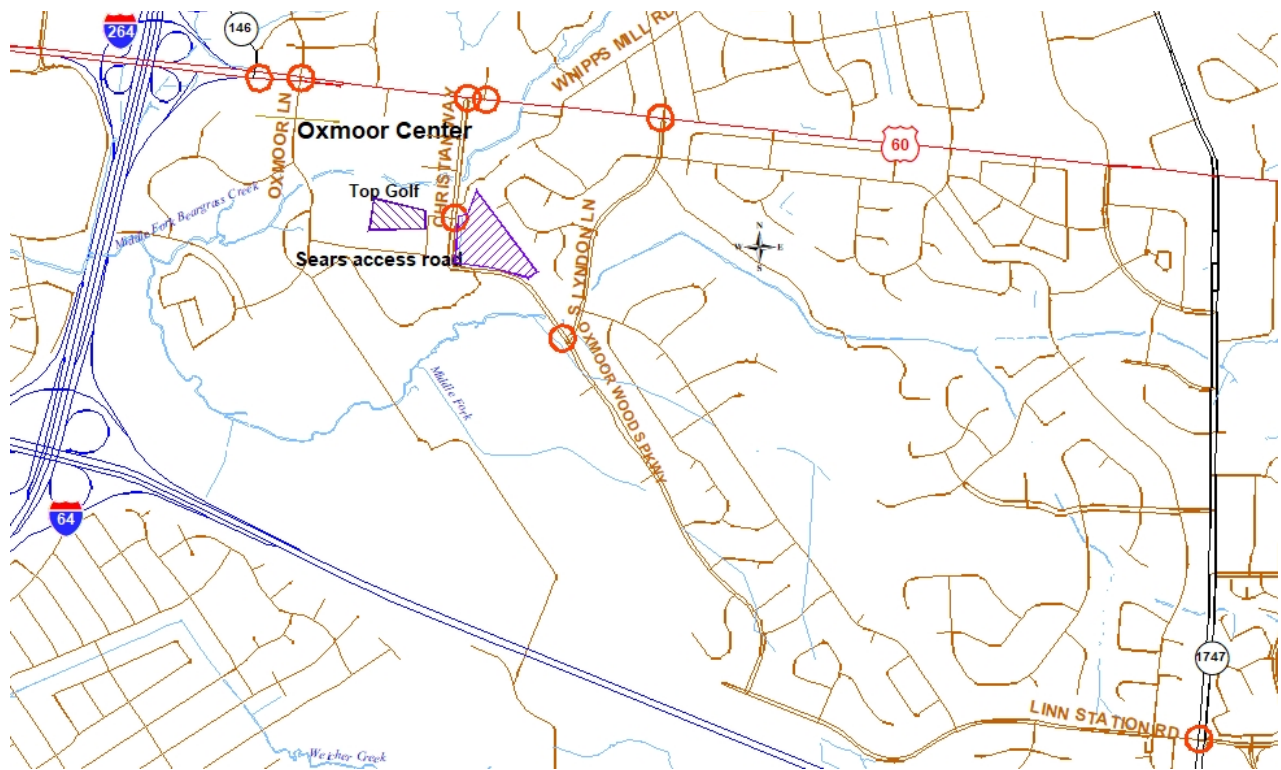 264
146
WNIPPS MILL RD
OXMOOR LN
Oxmoor Center
CHRISTIAN WAY
60
Top Golf
Middle Fork Beargrass Creek
N
W
E
S
Sears access road
S LYNDON LN
OXMOOR WOODS PKWY
Middle Fork
64
1747
LINN STATION RD
Weicher Creek